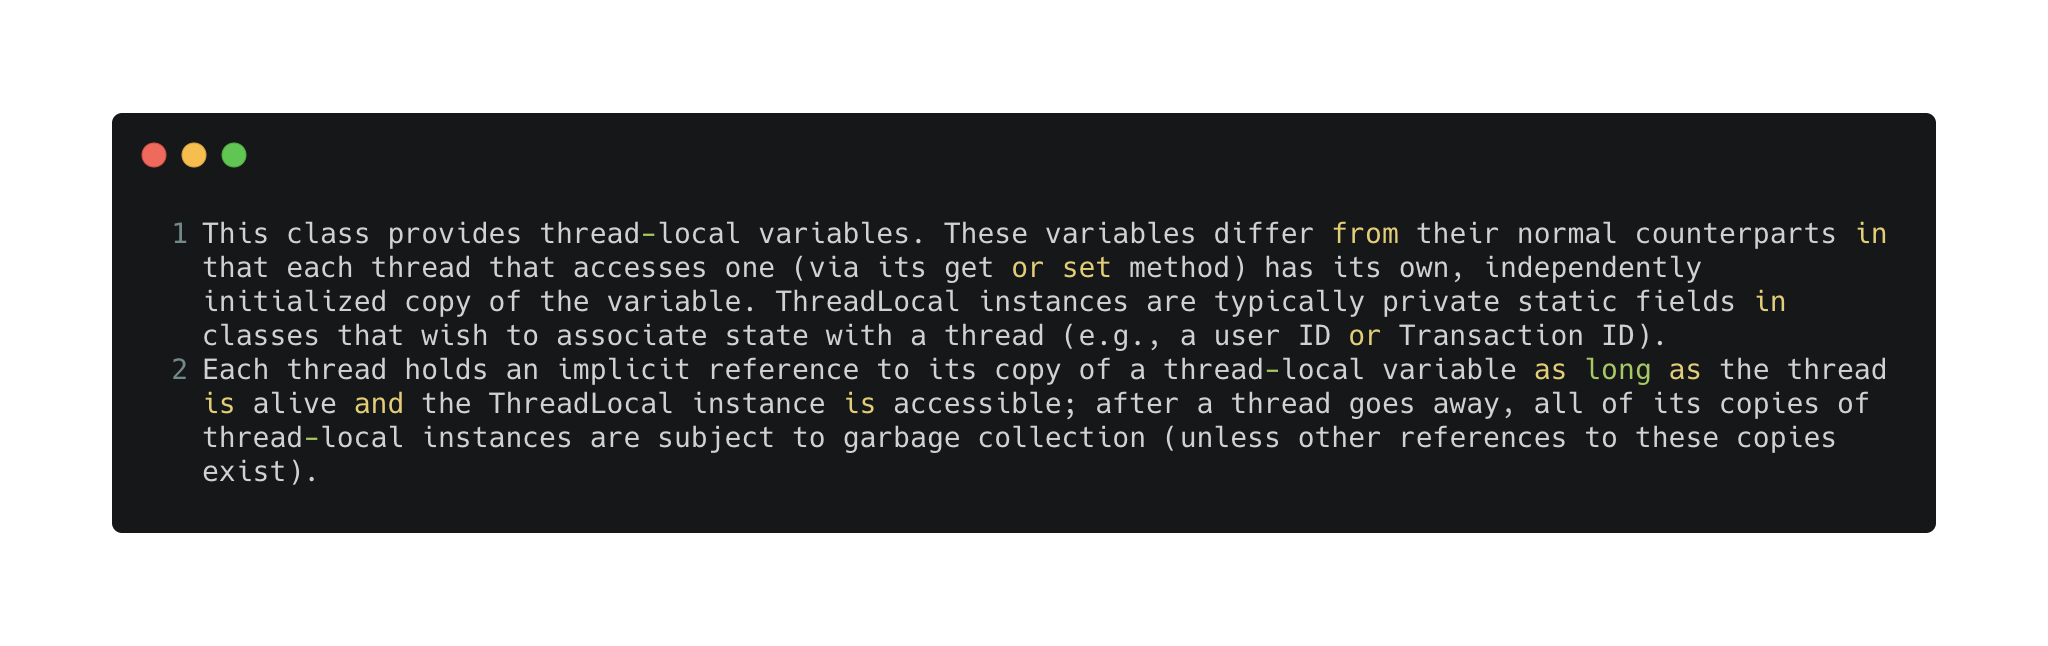 1 This class provides thread-local variables. These variables differ from their normal counterparts in
that each thread that accesses one (via its get or set method) has its own, independently
initialized copy of the variable. ThreadLocal instances are typically private static fields in
classes that wish to associate state with a thread (e.g., a user ID or Transaction ID).
2 Each thread holds an implicit reference to its copy of a thread-local variable as long as the thread
is alive and the ThreadLocal instance is accessible; after a thread goes away, all of its copies of
thread-local instances are subject to garbage collection (unless other references to these copies
exist).